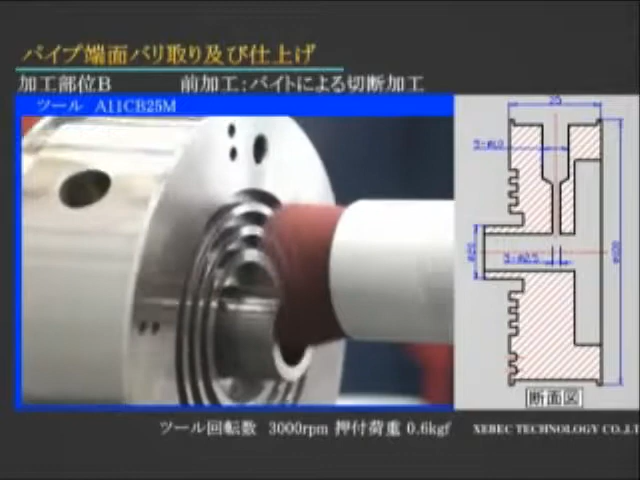 パイプ端面バリ取り及び仕上げ
加工部位B 前加工:バイトによる切断加工
ツール A11CB25M
断面図
ツール回転数 3000rpm 押付荷重 0.6kgf
XEBEC TECHNOLOGY CO.,LT